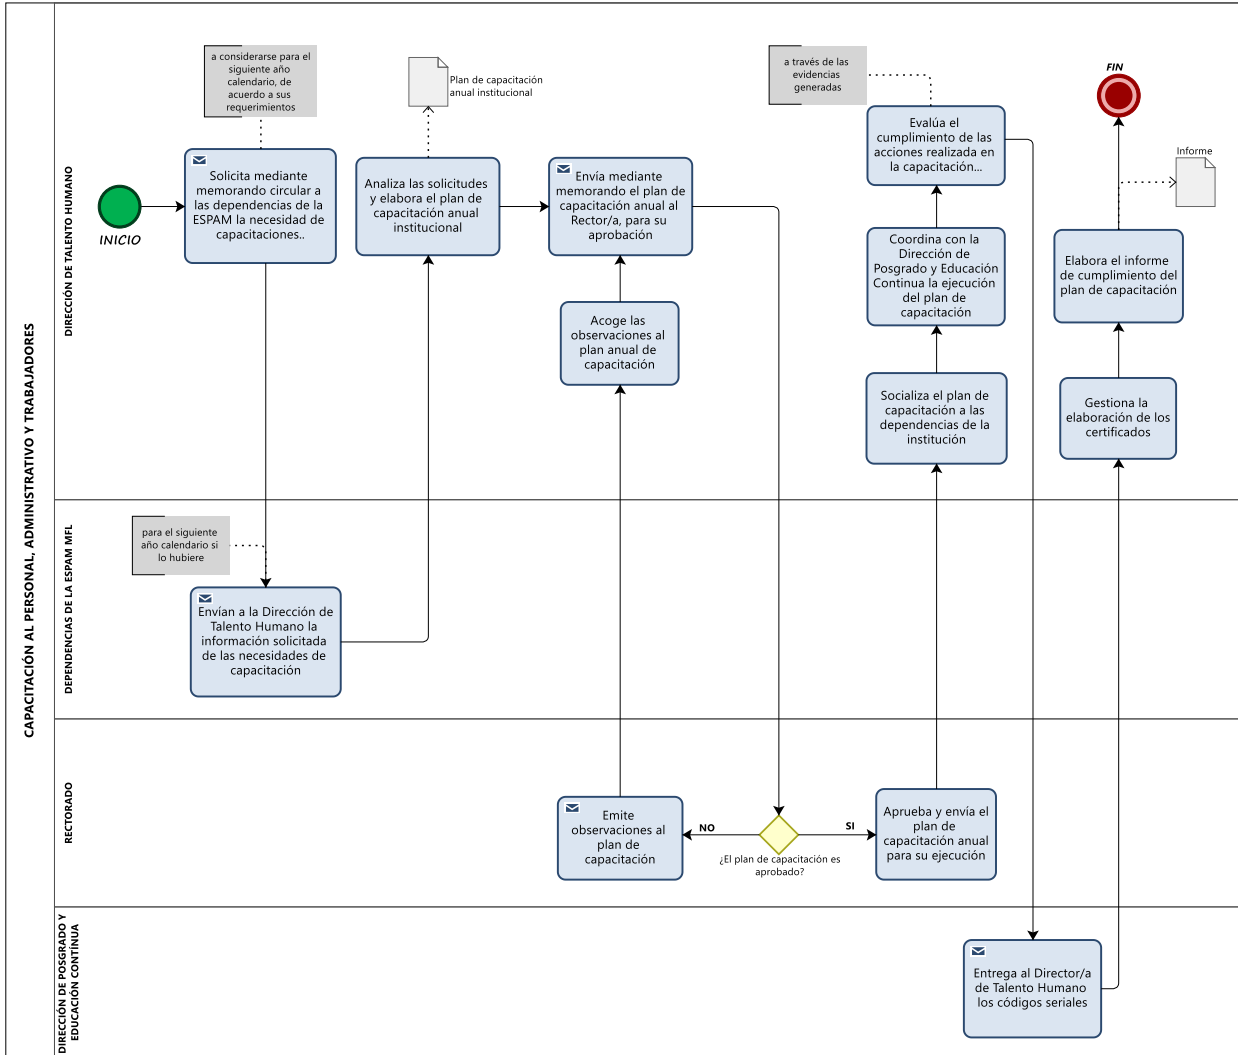 CAPACITACIÓN AL PERSONAL, ADMINISTRATIVO Y TRABAJADORES
DIRECCIÓN DE TALENTO HUMANO
a considerarse para el
siguiente año
calendario, de
acuerdo a sus
requerimientos
Plan de capacitación
anual institucional
a través de las
evidencias
generadas
FIN
Informe
INICIO
Solicita mediante
memorando circular a
las dependencias de la
ESPAM la necesidad de
capacitaciones..
Analiza las solicitudes
y elabora el plan de
capacitación anual
institucional
Envía mediante
memorando el plan de
capacitación anual al
Rector/a, para su
aprobación
Acoge las
observaciones al
plan anual de
capacitación
Evalúa el
cumplimiento de las
acciones realizada en
la capacitación...
Coordina con la
Dirección de
Posgrado y Educación
Continua la ejecución
del plan de
capacitación
Socializa el plan de
capacitación a las
dependencias de la
institución
Elabora el informe
de cumplimiento del
plan de capacitación
Gestiona la
elaboración de los
certificados
DEPENDENCIAS DE LA ESPAM MFL
para el siguiente
año calendario si
lo hubiere
Envían a la Dirección de
Talento Humano la
información solicitada
de las necesidades de
capacitación
RECTORADO
Emite
observaciones al
plan de
capacitación
NO
¿El plan de capacitación es
aprobado?
SI
Aprueba y envía el
plan de
capacitación anual
para su ejecución
DIRECCIÓN DE POSGRADO Y
EDUCACIÓN CONTÍNUA
Entrega al Director/a
de Talento Humano
los códigos seriales